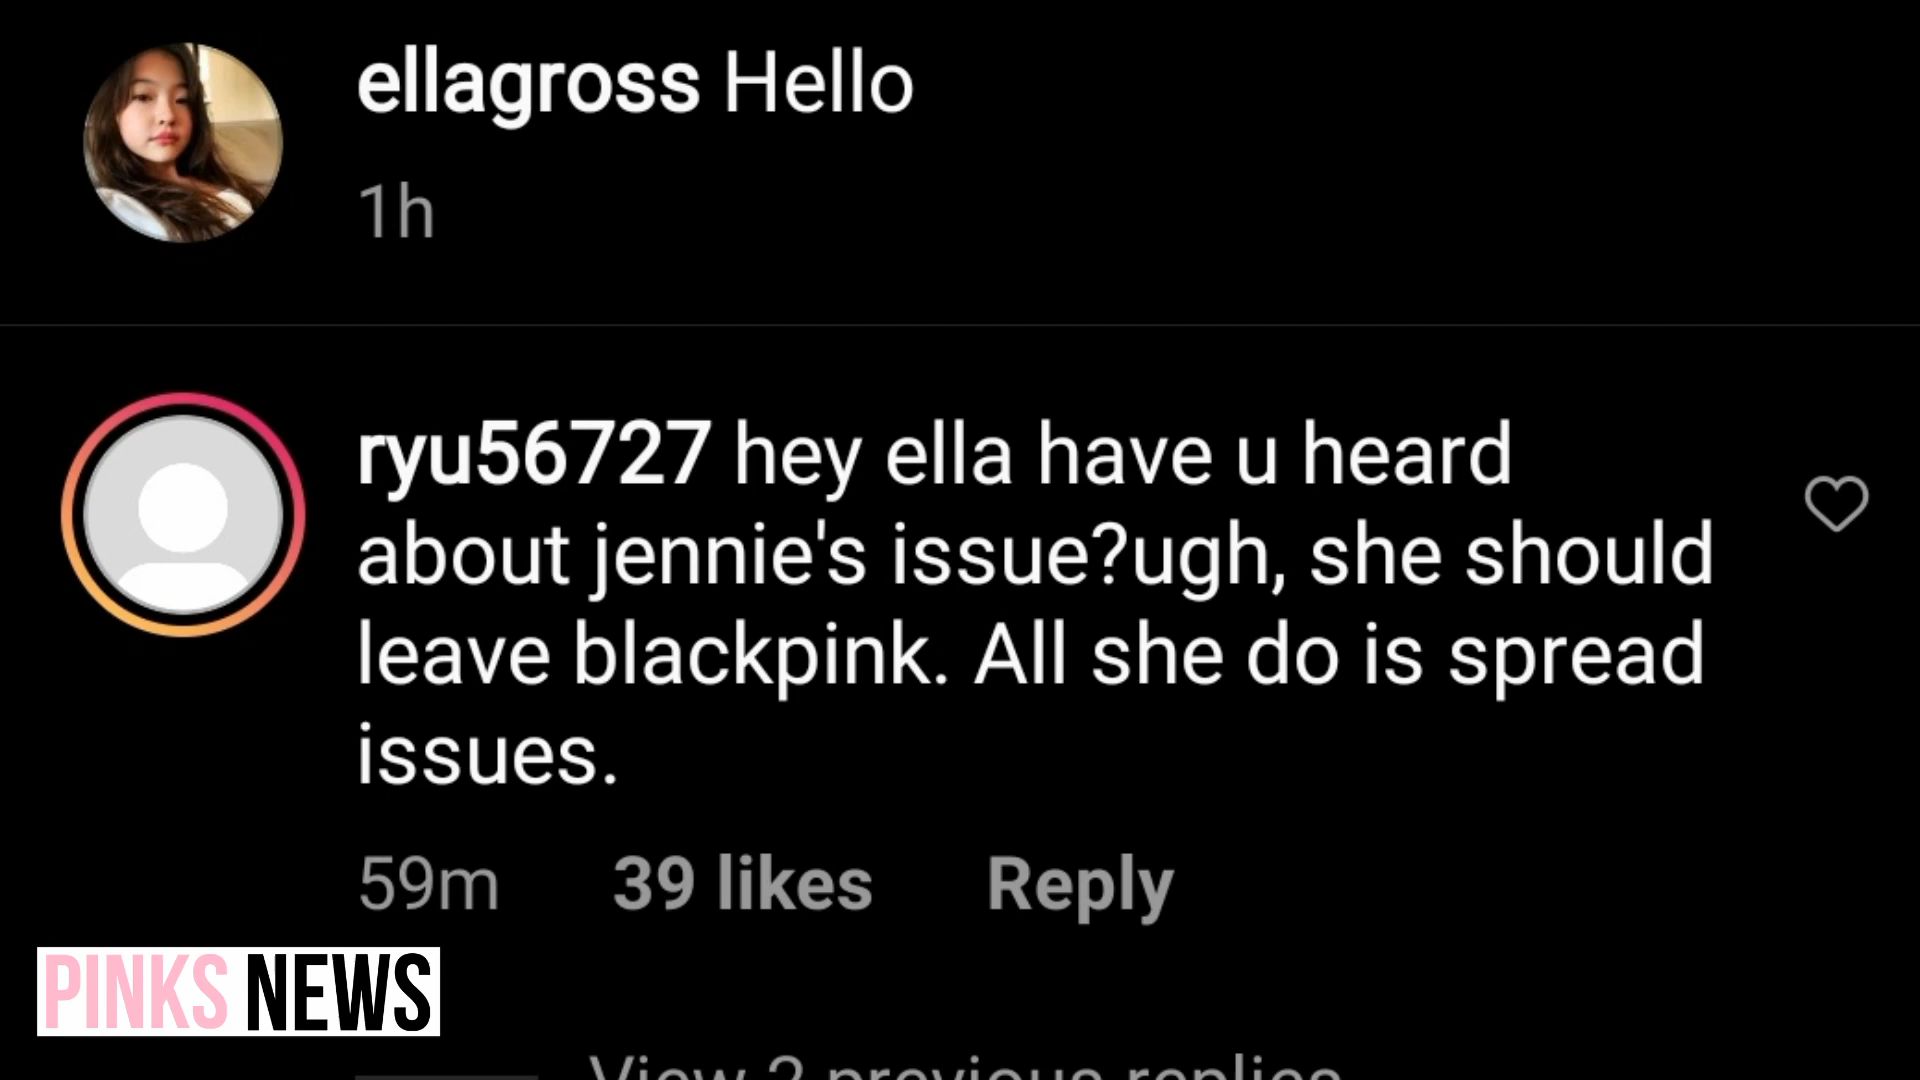 ellagross Hello
1h
ryu56727 hey ella have u heard
about jennie's issue?ugh, she should
leave blackpink. All she do is spread
issues.
59m 39 likes Reply
PINKS NEWS
View 2 previous replies